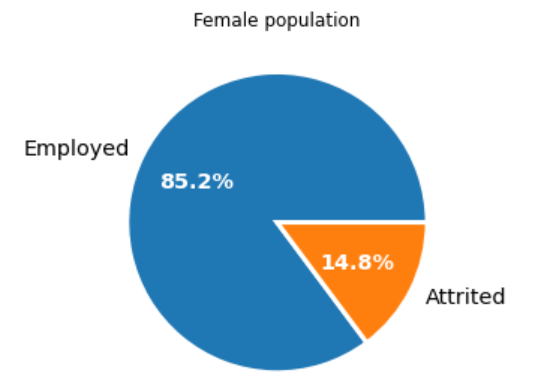 Female population
Employed
85.2%
14.8%
Attrited